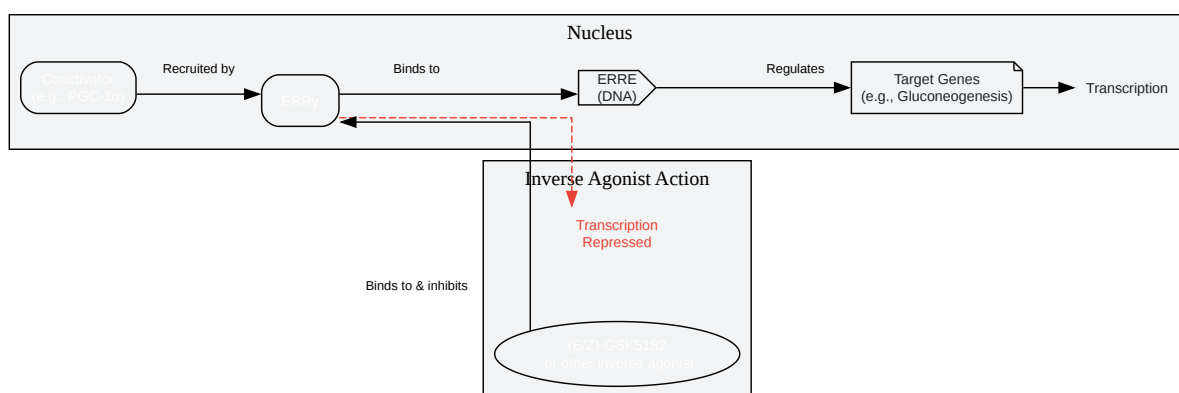 Nucleus
Coactivator
(e.g., PGC-1α)
Recruited by
ERRγ
Binds to
ERRE
(DNA)
Regulates
Target Genes
(e.g., Gluconeogenesis)
Transcription
Inverse Agonist Action
Transcription
Repressed
Binds to & inhibits
(E/Z)-GSK5182
or other inverse agonist